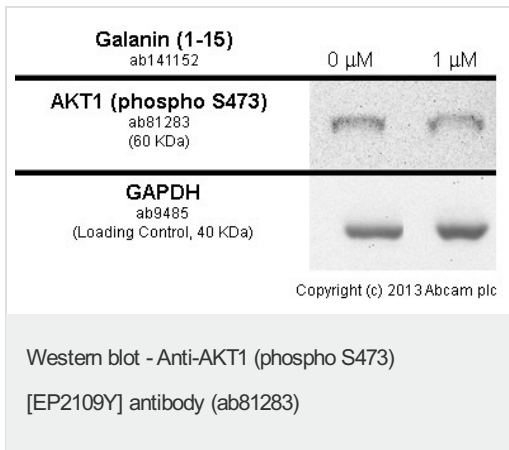 Galanin (1-15)
ab141152
0 µM 1 µM
AKT1 (phospho S473)
ab81283
(60 KDa)
GAPDH
ab9485
(Loading Control, 40 KDa)
Copyright (c) 2013 Abcam plc
Western blot - Anti-AKT1 (phospho S473)
[EP2109Y] antibody (ab81283)